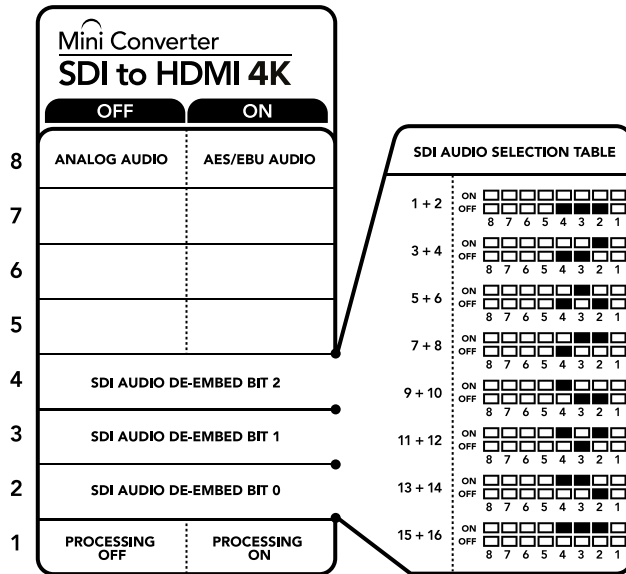 Mini Converter
SDI to HDMI 4K
OFF ON
8 ANALOG AUDIO AES/EBU AUDIO
7
6
5
4 SDI AUDIO DE-EMBED BIT 2
3 SDI AUDIO DE-EMBED BIT 1
2 SDI AUDIO DE-EMBED BIT 0
1 PROCESSING OFF PROCESSING ON
SDI AUDIO SELECTION TABLE
1 + 2 ON
OFF
8 7 6 5 4 3 2 1
3 + 4 ON
OFF
8 7 6 5 4 3 2 1
5 + 6 ON
OFF
8 7 6 5 4 3 2 1
7 + 8 ON
OFF
8 7 6 5 4 3 2 1
9 + 10 ON
OFF
8 7 6 5 4 3 2 1
11 + 12 ON
OFF
8 7 6 5 4 3 2 1
13 + 14 ON
OFF
8 7 6 5 4 3 2 1
15 + 16 ON
OFF
8 7 6 5 4 3 2 1